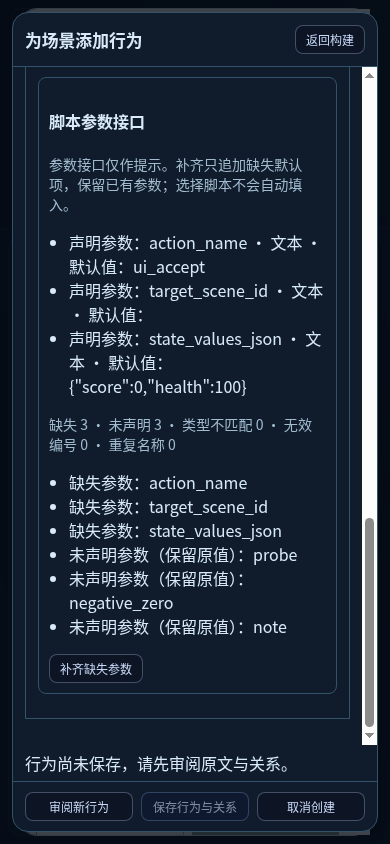 为场景添加行为
返回构建
脚本参数接口
参数接口仅作提示。补齐只追加缺失默认
项，保留已有参数；选择脚本不会自动填
入。
• 声明参数：action_name · 文本 ·
默认值：ui_accept
• 声明参数：target_scene_id · 文本
· 默认值：
• 声明参数：state_values_json · 文
本 · 默认值：
{"score":0,"health":100}
缺失 3 · 未声明 3 · 类型不匹配 0 · 无效
编号 0 · 重复名称 0
• 缺失参数：action_name
• 缺失参数：target_scene_id
• 缺失参数：state_values_json
• 未声明参数（保留原值）：probe
• 未声明参数（保留原值）：
negative_zero
• 未声明参数（保留原值）：note
补齐缺失参数
行为尚未保存，请先审阅原文与关系。
审阅新行为
保存行为与关系
取消创建